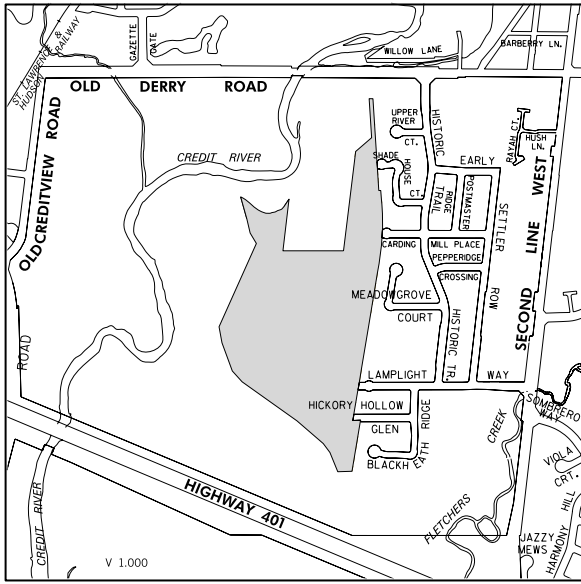 ST. LAWRENCE &
HUDSON RAILWAY
GAZETTE
GATE
WILLOW LANE
BARBERRY LN.
OLD DERRY ROAD
OLDCREDITVIEW ROAD
ROAD
CREDIT RIVER
UPPER
RIVER
CT.
SHADE
HOUSE
CT.
HISTORIC
TRAIL
RIDGE
EARLY
POSTMASTER
SETTLER
ROW
RAYAH CT.
HUSH
LN.
SECOND LINE WEST
CARDING
MILL PLACE
PEPPERIDGE
CROSSING
MEADOWGROVE
COURT
HISTORIC TR.
LAMPLIGHT
WAY
HICKORY HOLLOW
GLEN
BLACKHEATH RIDGE
FLETCHERS
CREEK
SOMBRERO
WAY
VIOLA
CRT.
HARMONY HILL
JAZZY
MEWS
HIGHWAY 401
CREDIT RIVER
V 1.000